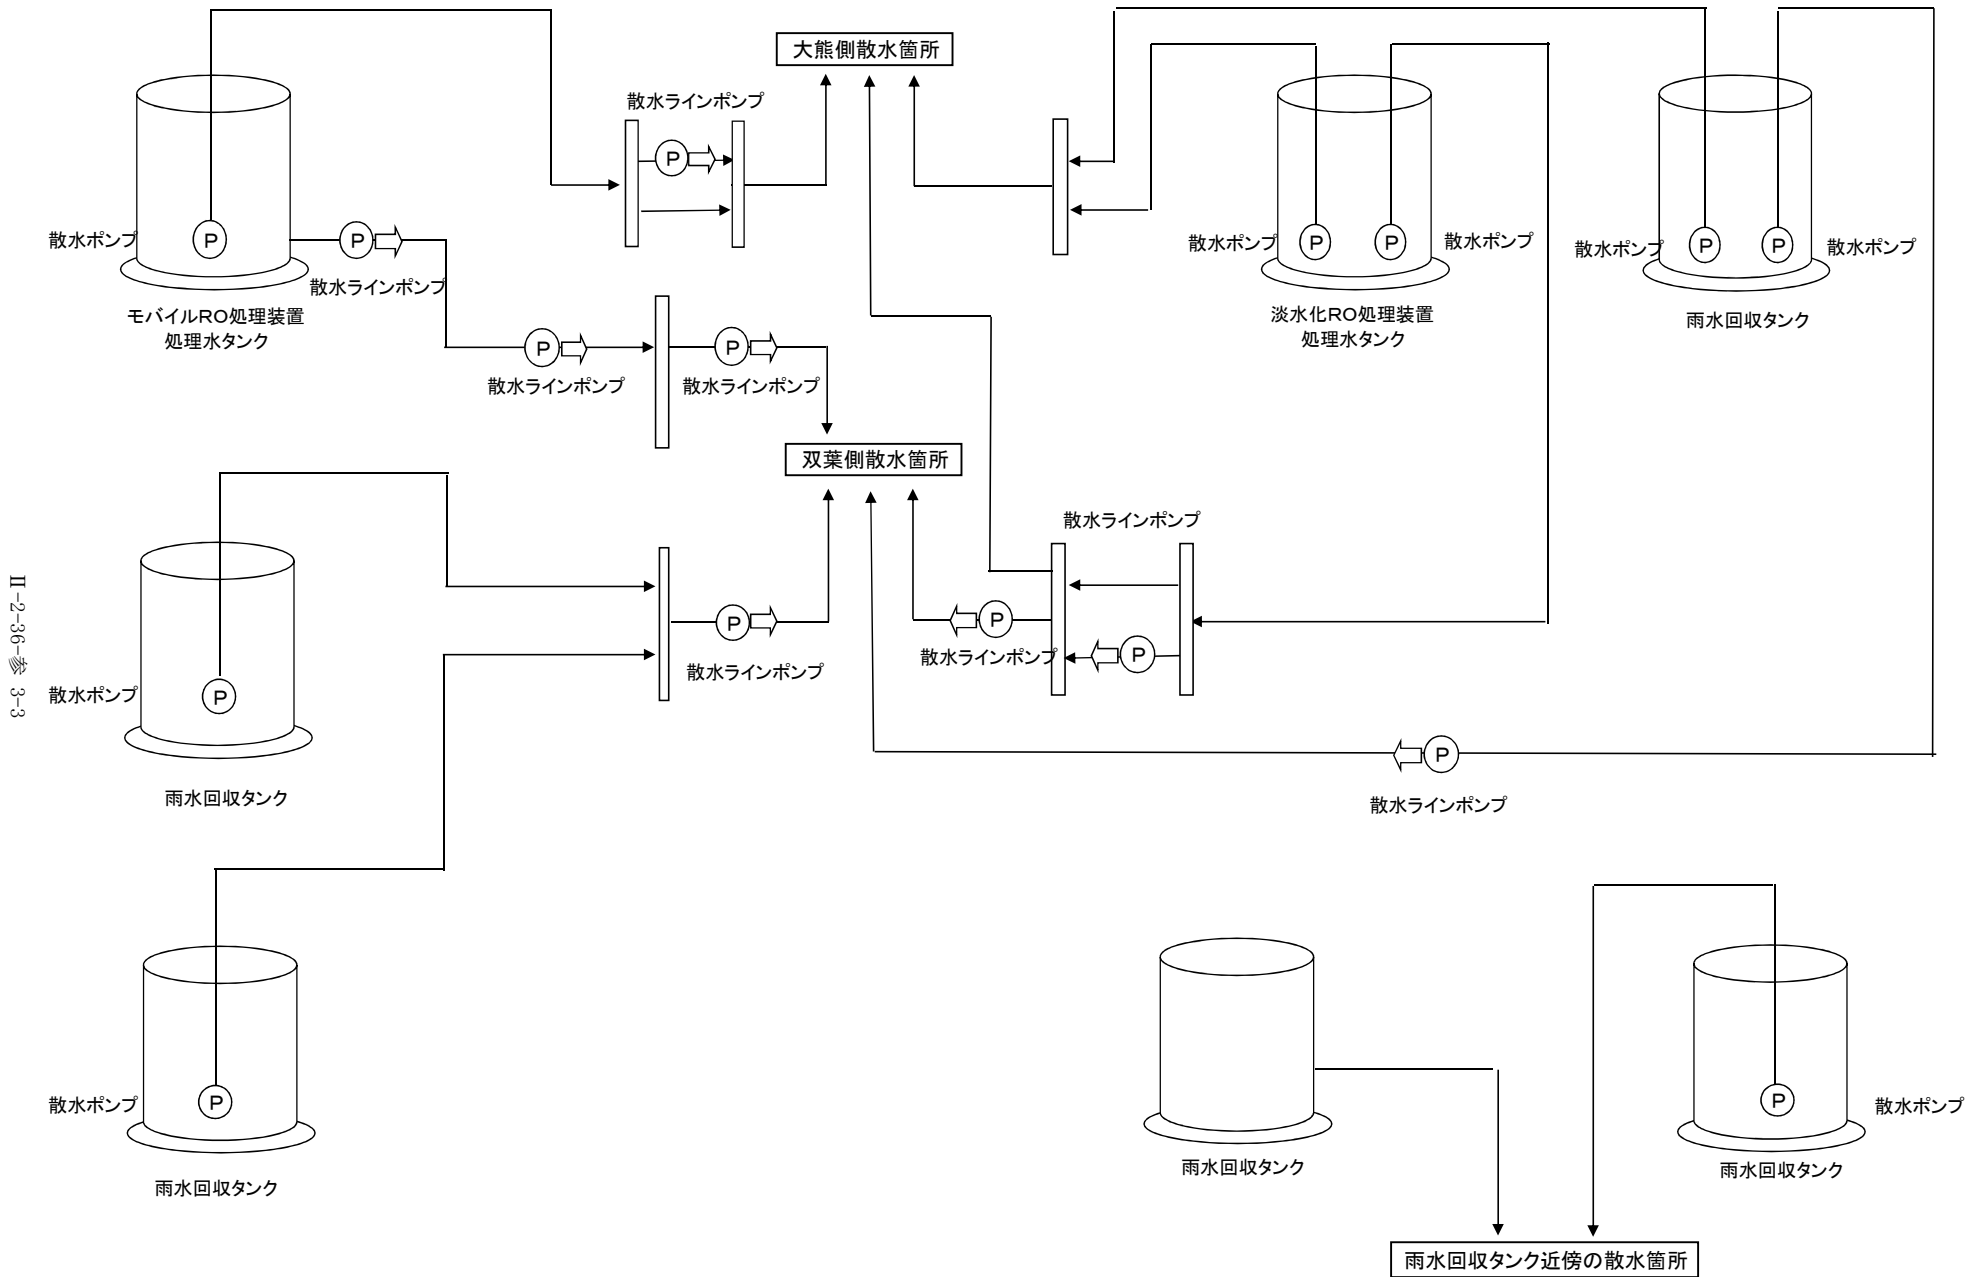 大熊側散水箇所
散水ラインポンプ
P
散水ポンプ
P
P
散水ラインポンプ
モバイルRO処理装置
処理水タンク
散水ポンプ
P
P
散水ポンプ
淡水化RO処理装置
処理水タンク
散水ポンプ
P
P
散水ポンプ
雨水回収タンク
P
散水ラインポンプ
P
散水ラインポンプ
双葉側散水箇所
散水ポンプ
P
雨水回収タンク
P
散水ラインポンプ
散水ラインポンプ
P
散水ラインポンプ
P
P
散水ラインポンプ
散水ポンプ
P
雨水回収タンク
雨水回収タンク
P
散水ポンプ
雨水回収タンク
雨水回収タンク近傍の散水箇所
Ⅱ-2-36-参 3-3